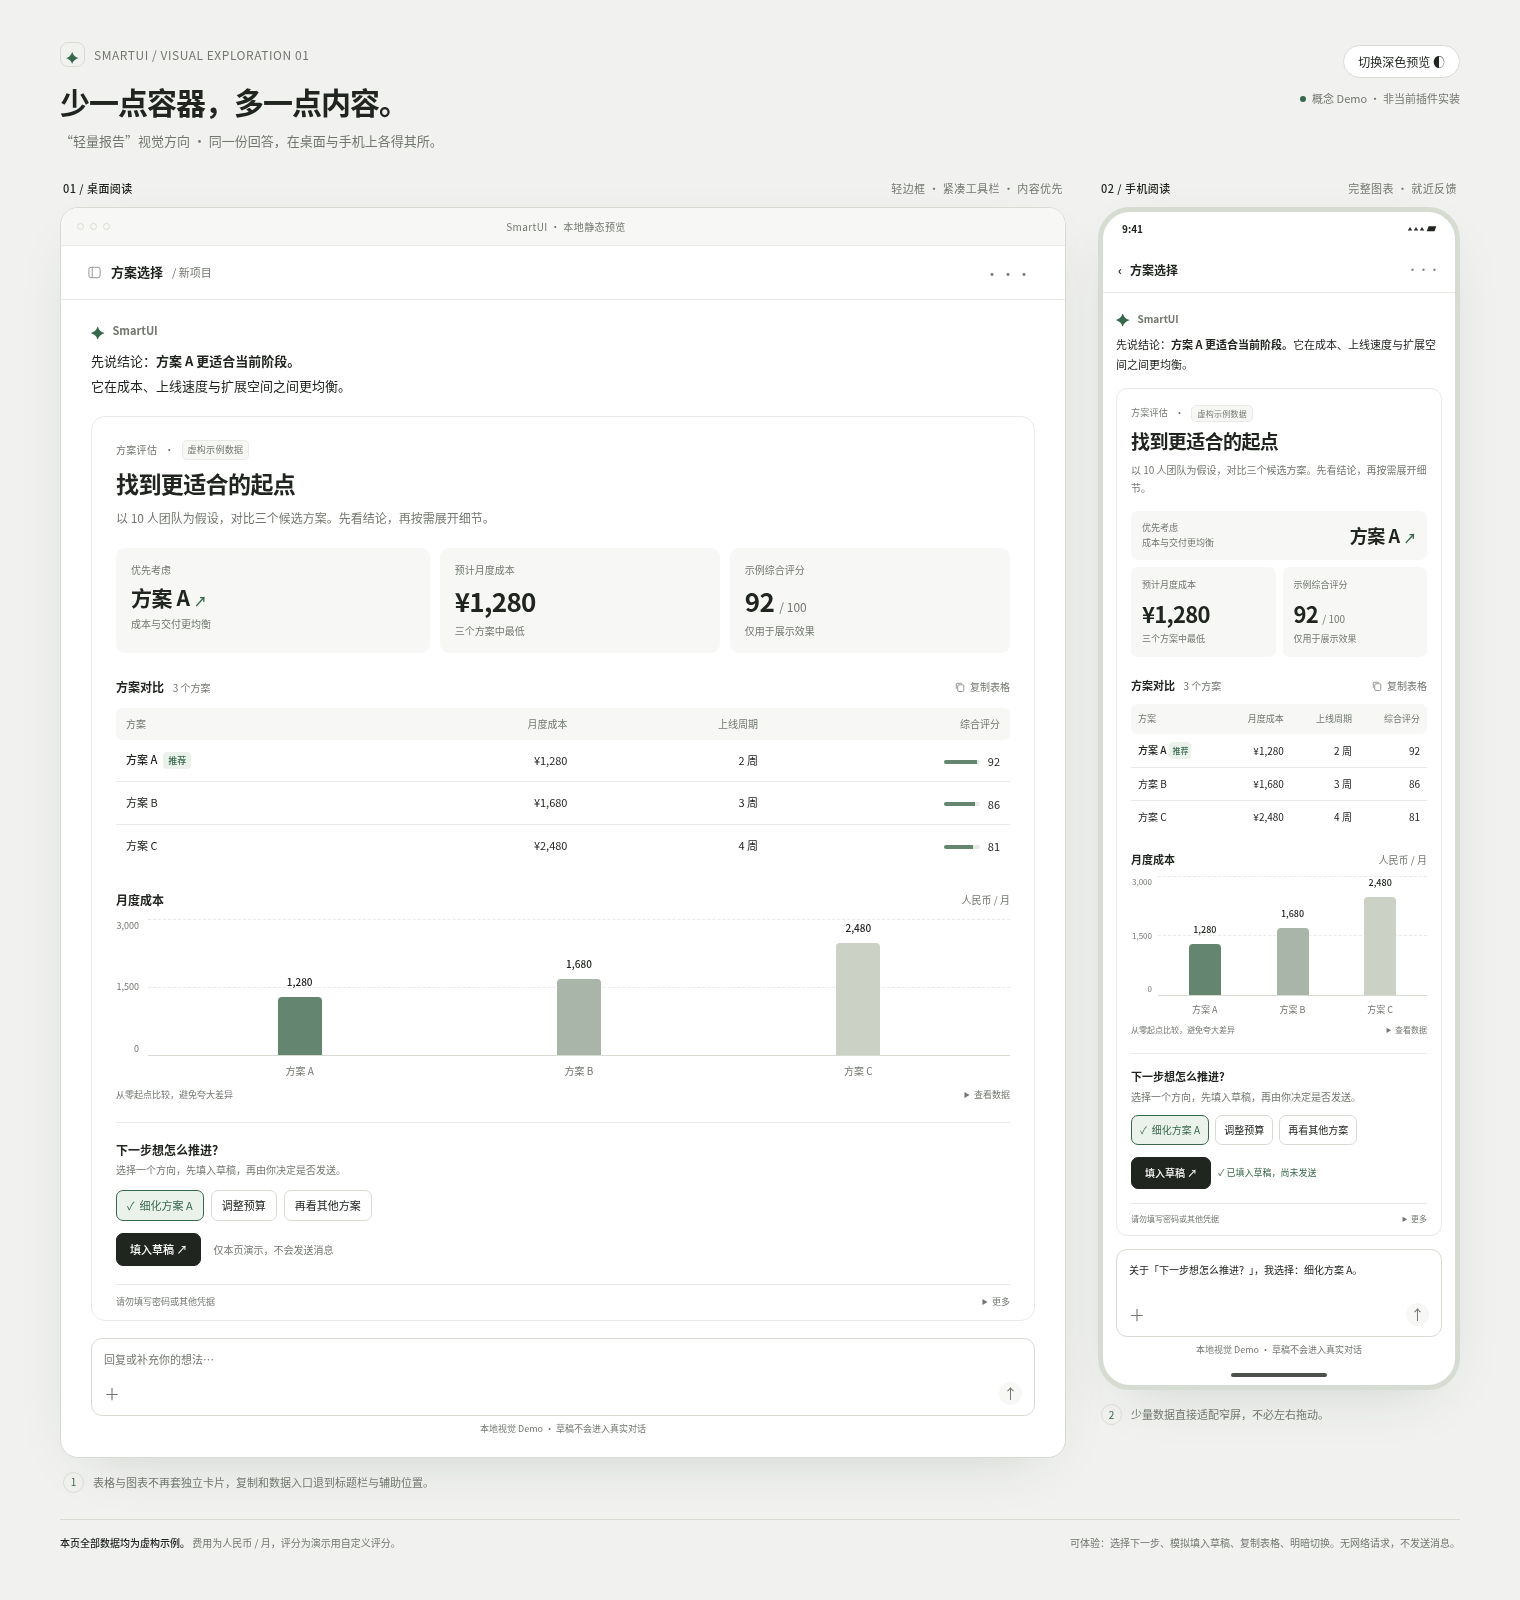 SMARTUI / VISUAL EXPLORATION 01
切换深色预览
少一点容器，多一点内容。
概念 Demo · 非当前插件实装
“轻量报告”视觉方向 · 同一份回答，在桌面与手机上各得其所。
01 / 桌面阅读
轻边框 · 紧凑工具栏 · 内容优先
SmartUI · 本地静态预览
方案选择 / 新项目
SmartUI
先说结论：方案 A 更适合当前阶段。
它在成本、上线速度与扩展空间之间更均衡。
方案评估 · 虚构示例数据
找到更适合的起点
以 10 人团队为假设，对比三个候选方案。先看结论，再按需展开细节。
优先考虑
方案 A ↗
成本与交付更均衡
预计月度成本
¥1,280
三个方案中最低
示例综合评分
92 / 100
仅用于展示效果
方案对比 3 个方案
复制表格
方案 月度成本 上线周期 综合评分
方案 A 推荐 ¥1,280 2 周 92
方案 B ¥1,680 3 周 86
方案 C ¥2,480 4 周 81
月度成本
人民币 / 月
3,000
1,500
0
1,280
1,680
2,480
方案 A
方案 B
方案 C
从零起点比较，避免夸大差异
▶ 查看数据
下一步想怎么推进？
选择一个方向，先填入草稿，再由你决定是否发送。
✓ 细化方案 A
调整预算
再看其他方案
填入草稿 ↗
仅本页演示，不会发送消息
请勿填写密码或其他凭据
▶ 更多
回复或补充你的想法…
+
↑
本地视觉 Demo · 草稿不会进入真实对话
1 表格与图表不再套独立卡片，复制和数据入口退到标题栏与辅助位置。
02 / 手机阅读
完整图表 · 就近反馈
9:41
‹ 方案选择
SmartUI
先说结论：方案 A 更适合当前阶段。它在成本、上线速度与扩展空
间之间更均衡。
方案评估 · 虚构示例数据
找到更适合的起点
以 10 人团队为假设，对比三个候选方案。先看结论，再按需展开细
节。
优先考虑
成本与交付更均衡
方案 A ↗
预计月度成本
¥1,280
三个方案中最低
示例综合评分
92 / 100
仅用于展示效果
方案对比 3 个方案
复制表格
方案 月度成本 上线周期 综合评分
方案 A 推荐 ¥1,280 2 周 92
方案 B ¥1,680 3 周 86
方案 C ¥2,480 4 周 81
月度成本
人民币 / 月
3,000
1,500
0
1,280
1,680
2,480
方案 A
方案 B
方案 C
从零起点比较，避免夸大差异
▶ 查看数据
下一步想怎么推进？
选择一个方向，先填入草稿，再由你决定是否发送。
✓ 细化方案 A
调整预算
再看其他方案
填入草稿 ↗
✓ 已填入草稿，尚未发送
请勿填写密码或其他凭据
▶ 更多
关于「下一步想怎么推进？」，我选择：细化方案 A。
+
↑
本地视觉 Demo · 草稿不会进入真实对话
2 少量数据直接适配窄屏，不必左右拖动。
本页全部数据均为虚构示例。 费用为人民币 / 月，评分为演示用自定义评分。
可体验：选择下一步、模拟填入草稿、复制表格、明暗切换。无网络请求，不发送消息。